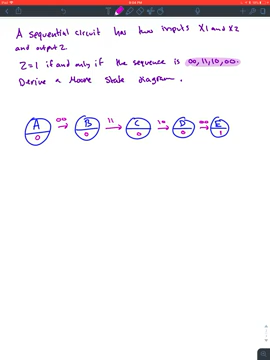 A sequential circuit has two inputs X1 and X2
and output Z
Z=1 if and only if the sequence is 00, 11, 10, 00.
Derive a Moore State diagram.
00 11 10 00
A B C D E
0 0 0 0 1